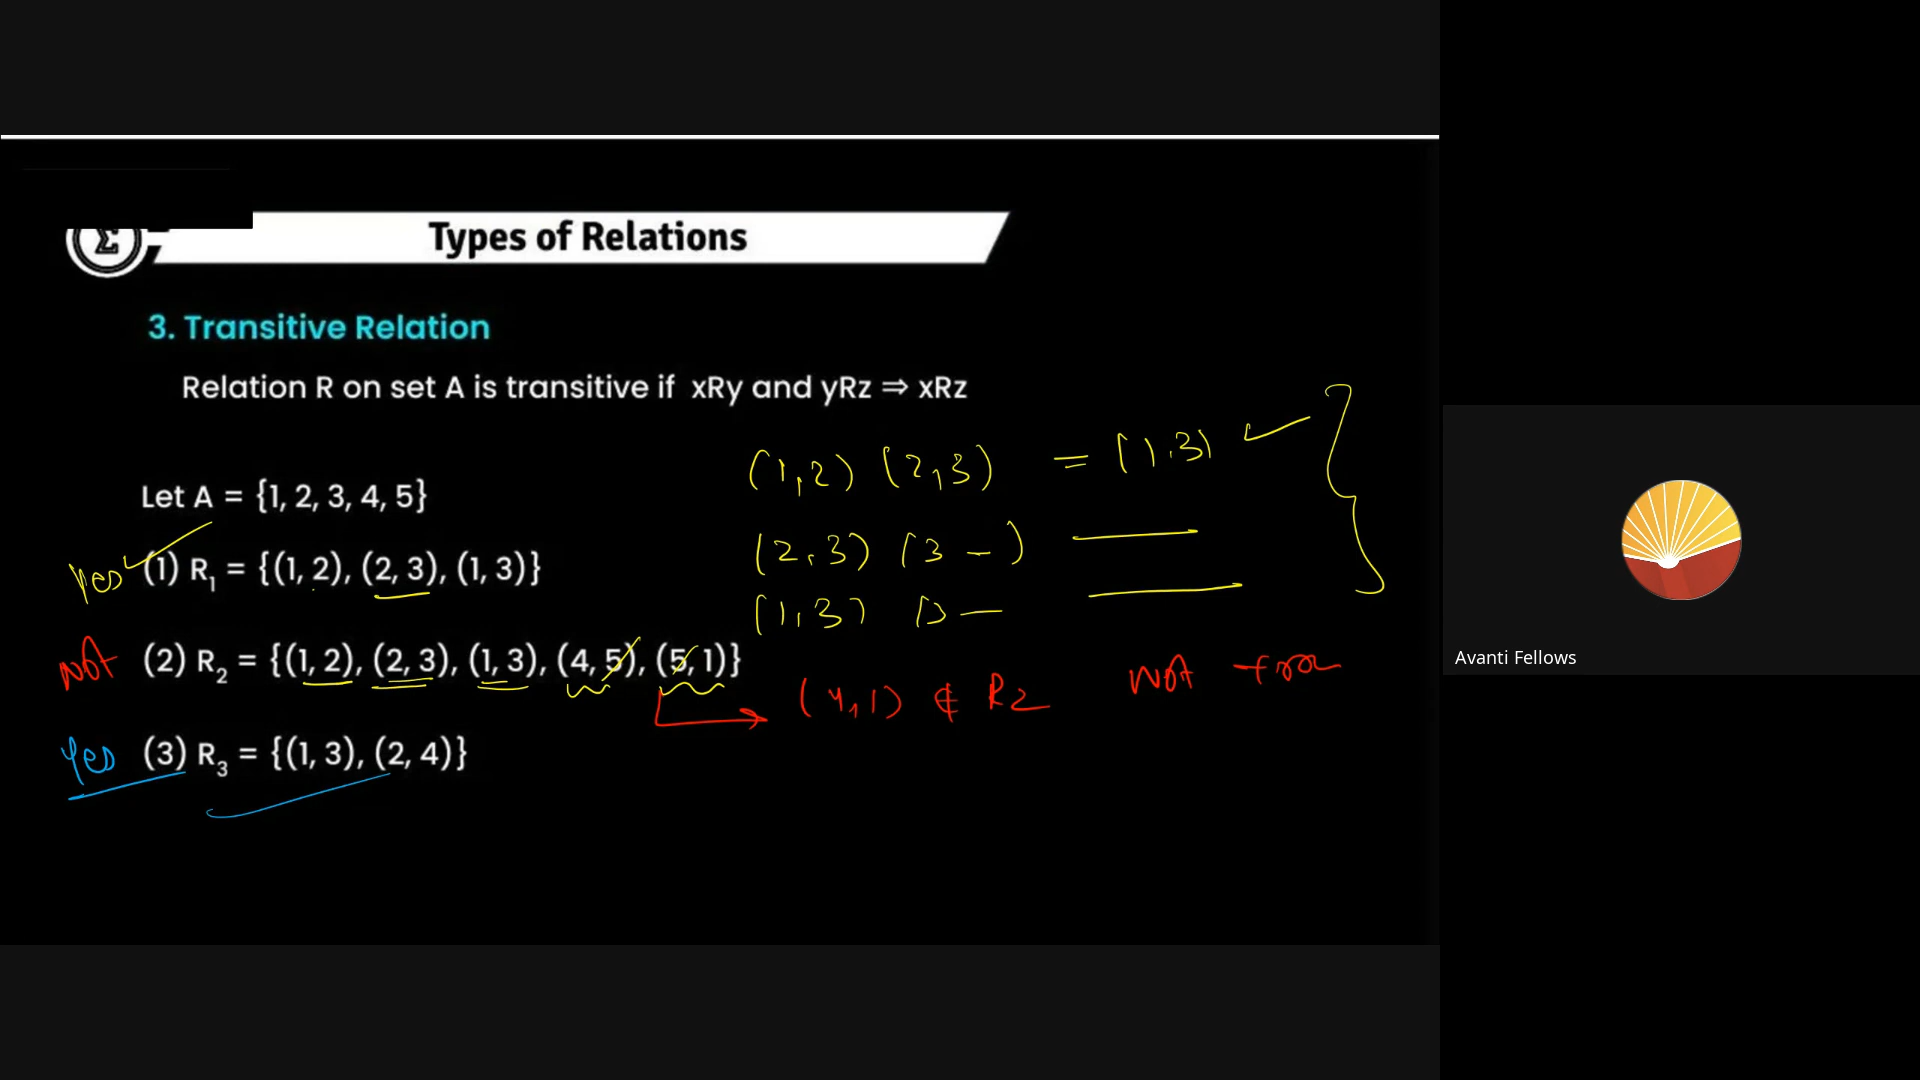 Σ
Types of Relations
3. Transitive Relation
Relation R on set A is transitive if xRy and yRz ⇒ xRz
(1,2) (2,3) = (1,3) ✓
Let A = {1, 2, 3, 4, 5}
(2,3) (3 – )
yes ✓ (1) R₁ = {(1, 2), (2, 3), (1, 3)}
(1,3) (3 —
Not (2) R₂ = {(1, 2), (2, 3), (1, 3), (4, 5), (5, 1)}
(4,1) ∉ R2 Not
yes (3) R₃ = {(1, 3), (2, 4)}
Avanti Fellows